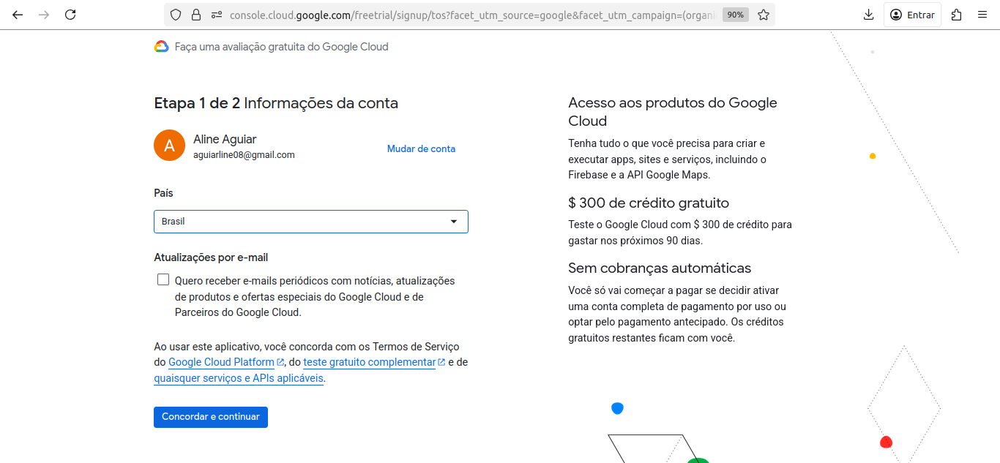 console.cloud.google.com/freetrial/signup/tos?facet_utm_source=google&facet_utm_campaign=(organi
90%
Entrar
Faça uma avaliação gratuita do Google Cloud
Etapa 1 de 2 Informações da conta
A
Aline Aguiar
aguiarline08@gmail.com
Mudar de conta
País
Brasil
Atualizações por e-mail
Quero receber e-mails periódicos com notícias, atualizações
de produtos e ofertas especiais do Google Cloud e de
Parceiros do Google Cloud.
Ao usar este aplicativo, você concorda com os Termos de Serviço
do Google Cloud Platform, do teste gratuito complementar e de
quaisquer serviços e APIs aplicáveis.
Concordar e continuar
Acesso aos produtos do Google
Cloud
Tenha tudo o que você precisa para criar e
executar apps, sites e serviços, incluindo o
Firebase e a API Google Maps.
$ 300 de crédito gratuito
Teste o Google Cloud com $ 300 de crédito para
gastar nos próximos 90 dias.
Sem cobranças automáticas
Você só vai começar a pagar se decidir ativar
uma conta completa de pagamento por uso ou
optar pelo pagamento antecipado. Os créditos
gratuitos restantes ficam com você.